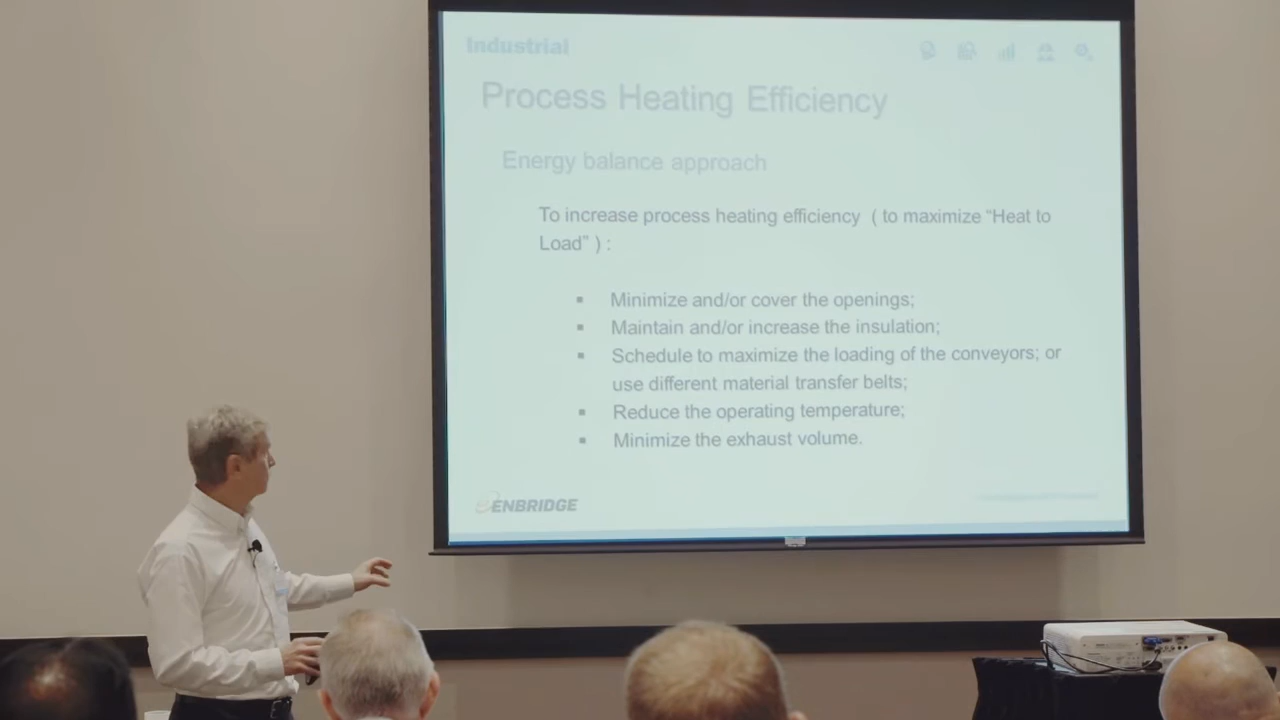 Industrial
Process Heating Efficiency
Energy balance approach
To increase process heating efficiency ( to maximize “Heat to
Load” ) :
▪ Minimize and/or cover the openings;
▪ Maintain and/or increase the insulation;
▪ Schedule to maximize the loading of the conveyors; or
use different material transfer belts;
▪ Reduce the operating temperature;
▪ Minimize the exhaust volume.
ENBRIDGE